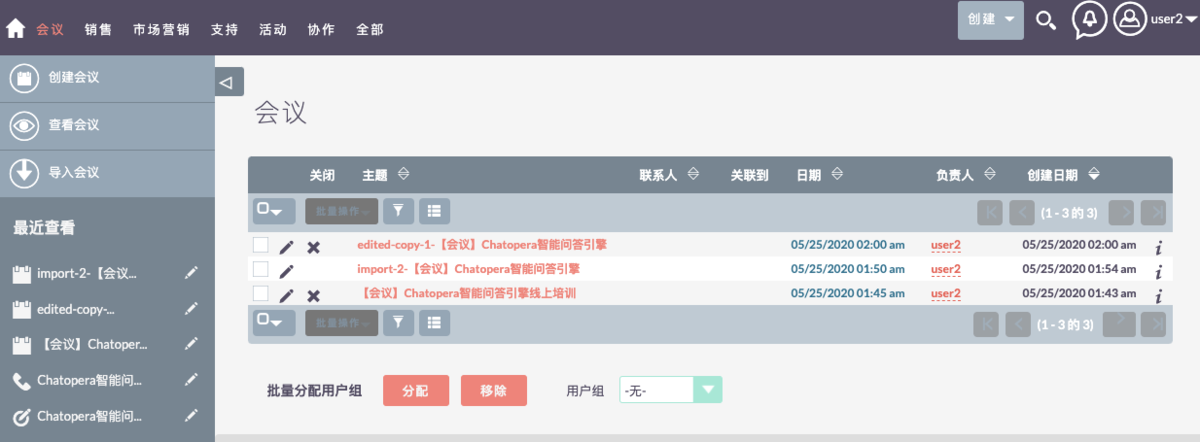 会议 销售 市场营销 支持 活动 协作 全部 创建 user2
创建会议
查看会议
导入会议
最近查看
import-2-【会议...
edited-copy-...
【会议】Chatoper...
Chatopera智能问...
Chatopera智能问...
会议
关闭 主题 联系人 关联到 日期 负责人 创建日期
批量操作 (1 - 3 的 3)
edited-copy-1-【会议】Chatopera智能问答引擎 05/25/2020 02:00 am user2 05/25/2020 02:00 am
import-2-【会议】Chatopera智能问答引擎 05/25/2020 01:50 am user2 05/25/2020 01:54 am
【会议】Chatopera智能问答引擎线上培训 05/25/2020 01:45 am user2 05/25/2020 01:43 am
批量操作 (1 - 3 的 3)
批量分配用户组 分配 移除 用户组 -无-